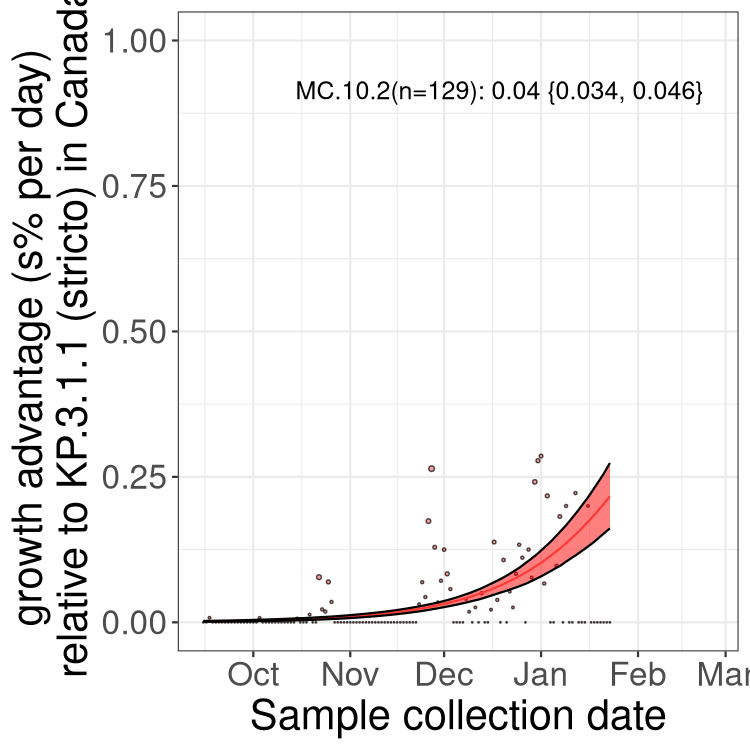 growth advantage (s% per day)
relative to KP.3.1.1 (stricto) in Canada
1.00
0.75
0.50
0.25
0.00
MC.10.2(n=129): 0.04 {0.034, 0.046}
Oct Nov Dec Jan Feb Mar
Sample collection date